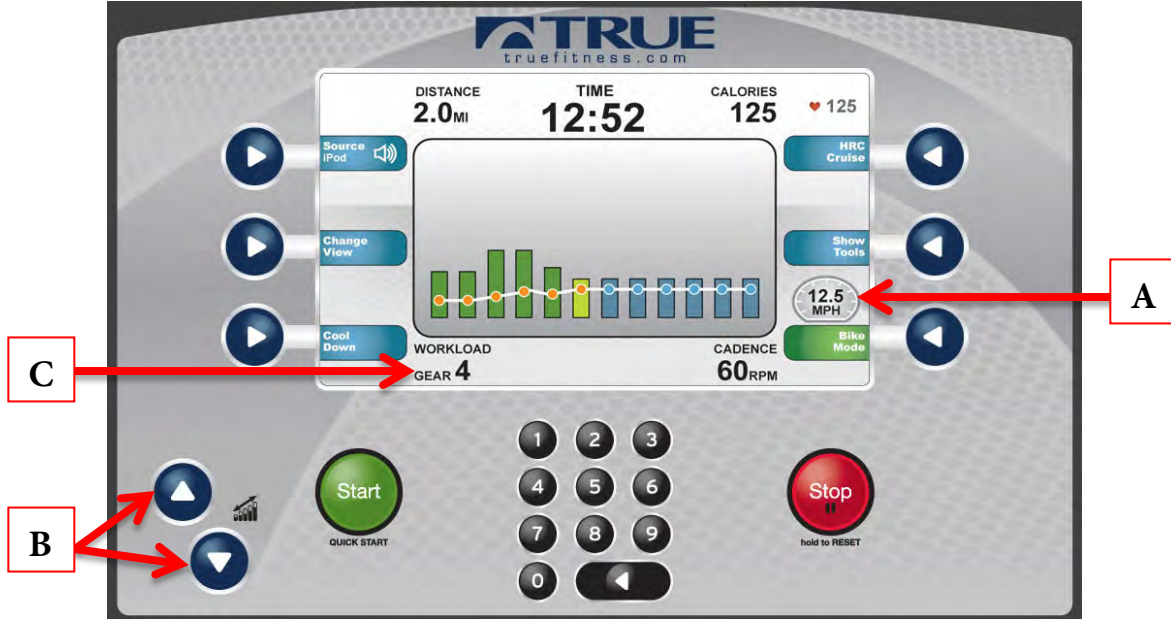 TRUE
truefitness.com
DISTANCE
2.0MI
TIME
12:52
CALORIES
125
125
Source
iPod
HRC
Cruise
Change
View
Show
Tools
12.5
MPH
A
Cool
Down
Bike
Mode
WORKLOAD
GEAR 4
CADENCE
60RPM
C
1 2 3
4 5 6
7 8 9
0
Start
QUICK START
Stop
hold to RESET
B